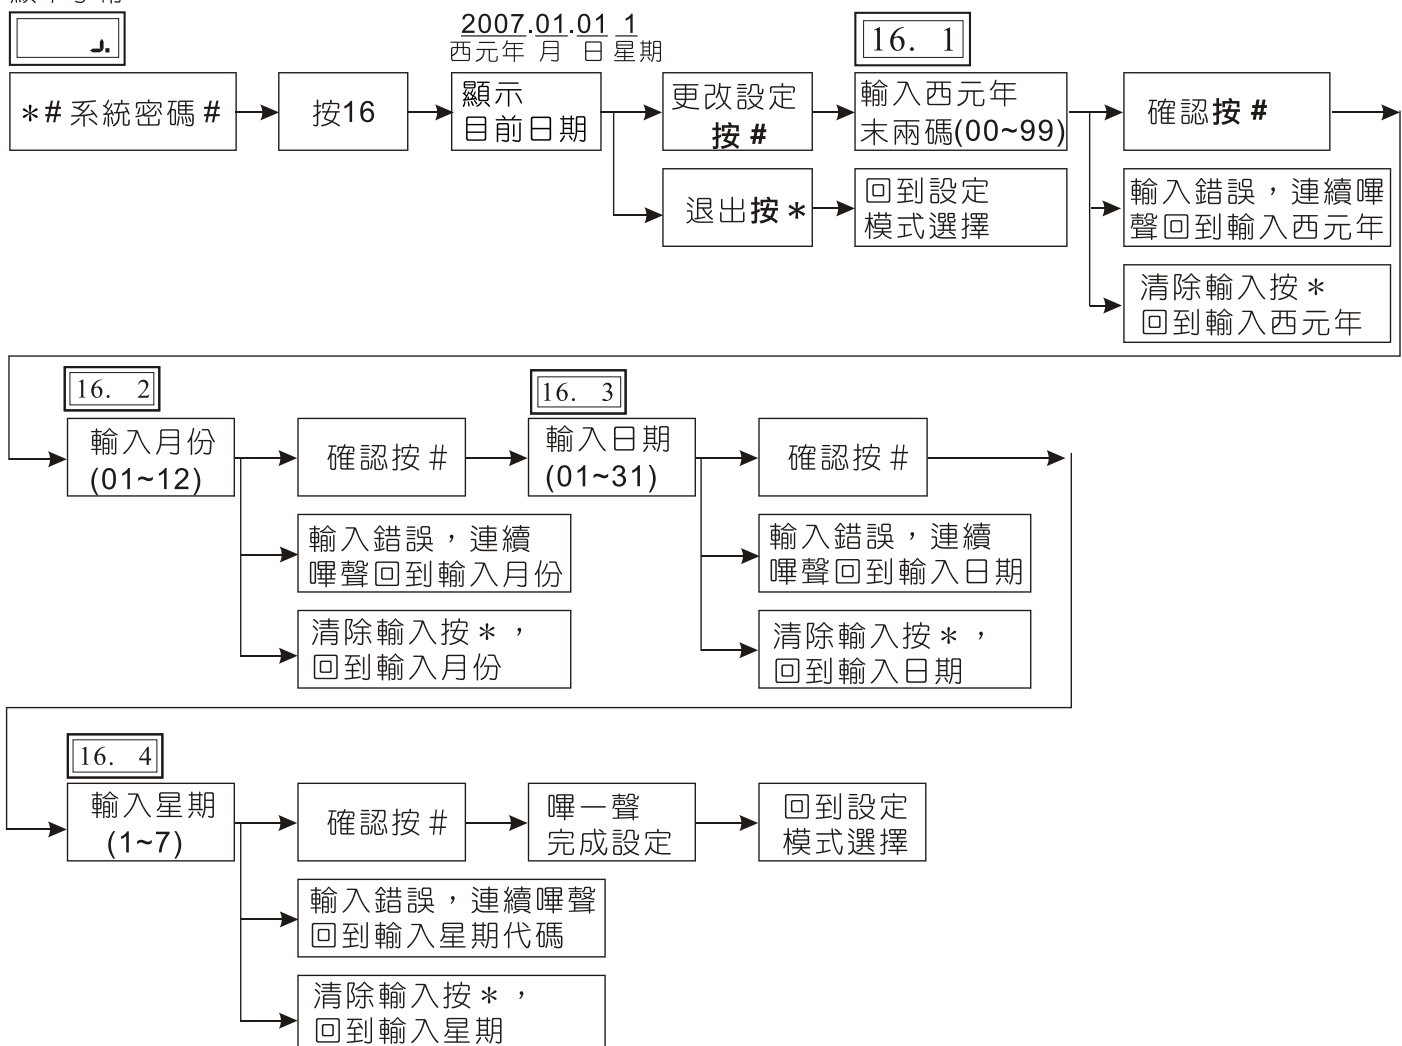 2007.01.01 1
西元年 月 日 星期
16. 1
*# 系統密碼 #
按16
顯示
目前日期
更改設定
按 #
輸入西元年
末兩碼(00~99)
確認按 #
退出按 *
回到設定
模式選擇
輸入錯誤，連續嗶
聲回到輸入西元年
清除輸入按 *
回到輸入西元年
16. 2
16. 3
輸入月份
(01~12)
確認按 #
輸入日期
(01~31)
確認按 #
輸入錯誤，連續
嗶聲回到輸入月份
輸入錯誤，連續
嗶聲回到輸入日期
清除輸入按 *，
回到輸入月份
清除輸入按 *，
回到輸入日期
16. 4
輸入星期
(1~7)
確認按 #
嗶一聲
完成設定
回到設定
模式選擇
輸入錯誤，連續嗶聲
回到輸入星期代碼
清除輸入按 *，
回到輸入星期